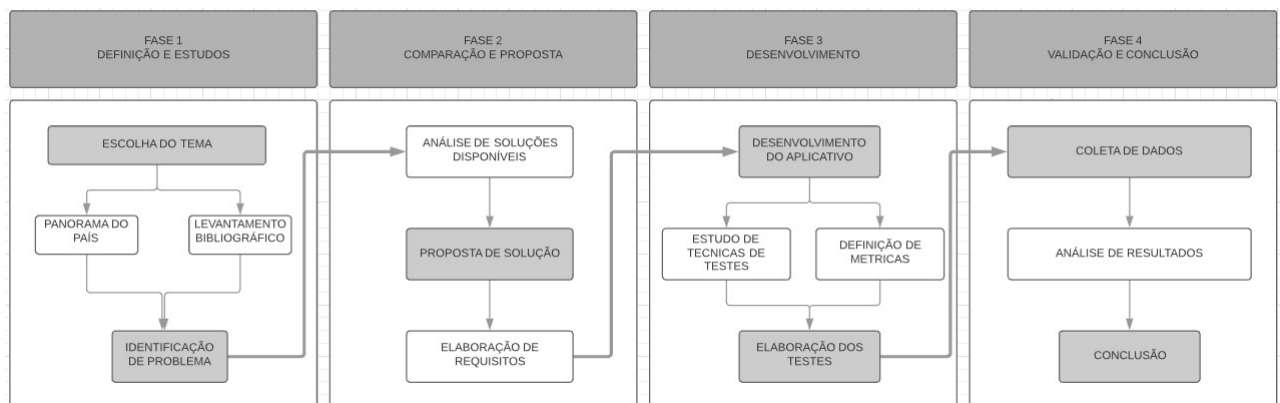 FASE 1
DEFINIÇÃO E ESTUDOS
FASE 2
COMPARAÇÃO E PROPOSTA
FASE 3
DESENVOLVIMENTO
FASE 4
VALIDAÇÃO E CONCLUSÃO
ESCOLHA DO TEMA
PANORAMA DO
PAÍS
LEVANTAMENTO
BIBLIOGRÁFICO
IDENTIFICAÇÃO
DE PROBLEMA
ANÁLISE DE SOLUÇÕES
DISPONÍVEIS
PROPOSTA DE SOLUÇÃO
ELABORAÇÃO DE
REQUISITOS
DESENVOLVIMENTO
DO APLICATIVO
ESTUDO DE
TECNICAS DE
TESTES
DEFINIÇÃO DE
METRICAS
ELABORAÇÃO DOS
TESTES
COLETA DE DADOS
ANÁLISE DE RESULTADOS
CONCLUSÃO